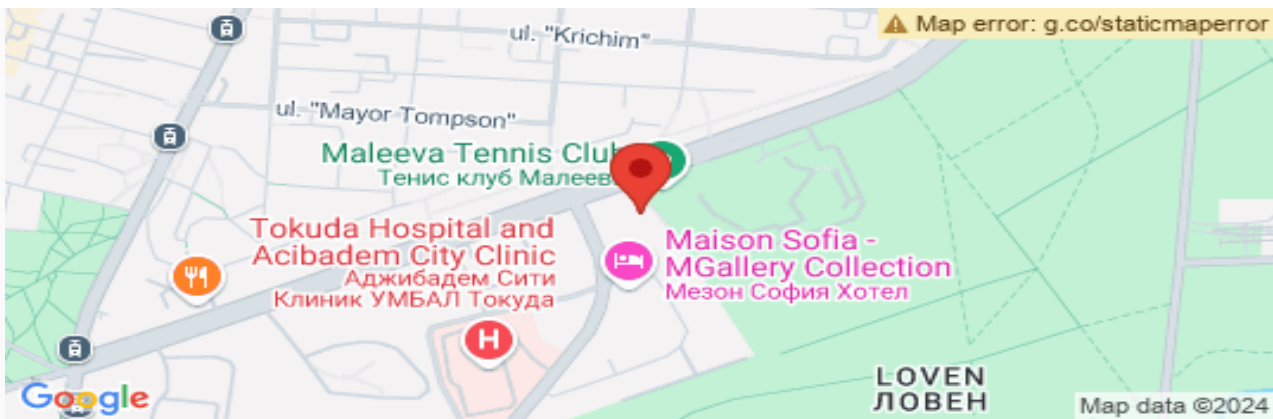 ul. "Krichim"
Map error: g.co/staticmaperror
ul. "Mayor Tompson"
Maleeva Tennis Club
Тенис клуб Малеев
Tokuda Hospital and
Acibadem City Clinic
Аджибадем Сити
Клиник УМБАЛ Токуда
H
Maison Sofia -
MGallery Collection
Мезон София Хотел
LOVEN
ЛОВЕН
Google
Map data ©2024